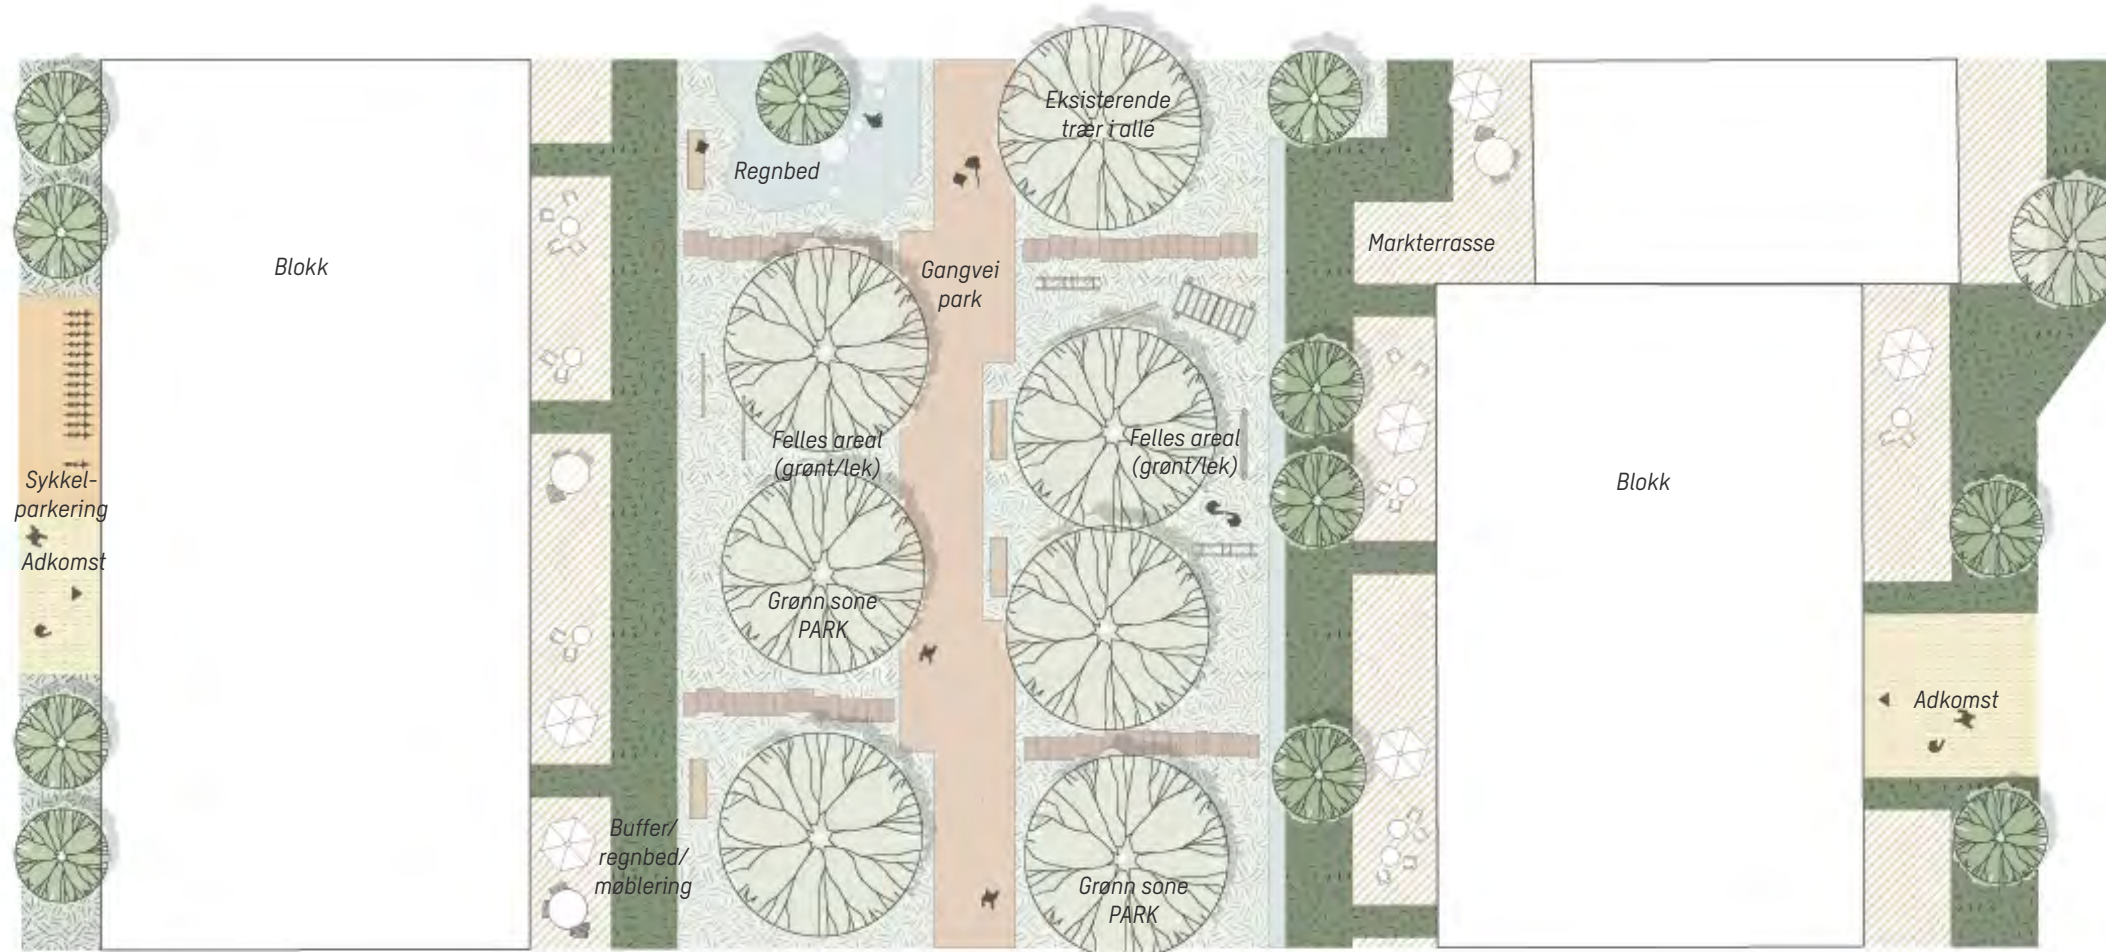 Eksisterende
trær i allé
Regnbed
Blokk
Gangvei
park
Markterrasse
Felles areal
(grønt/lek)
Felles areal
(grønt/lek)
Sykkel-
parkering
Blokk
Adkomst
Grønn sone
PARK
Adkomst
Buffer/
regnbed/
møblering
Grønn sone
PARK